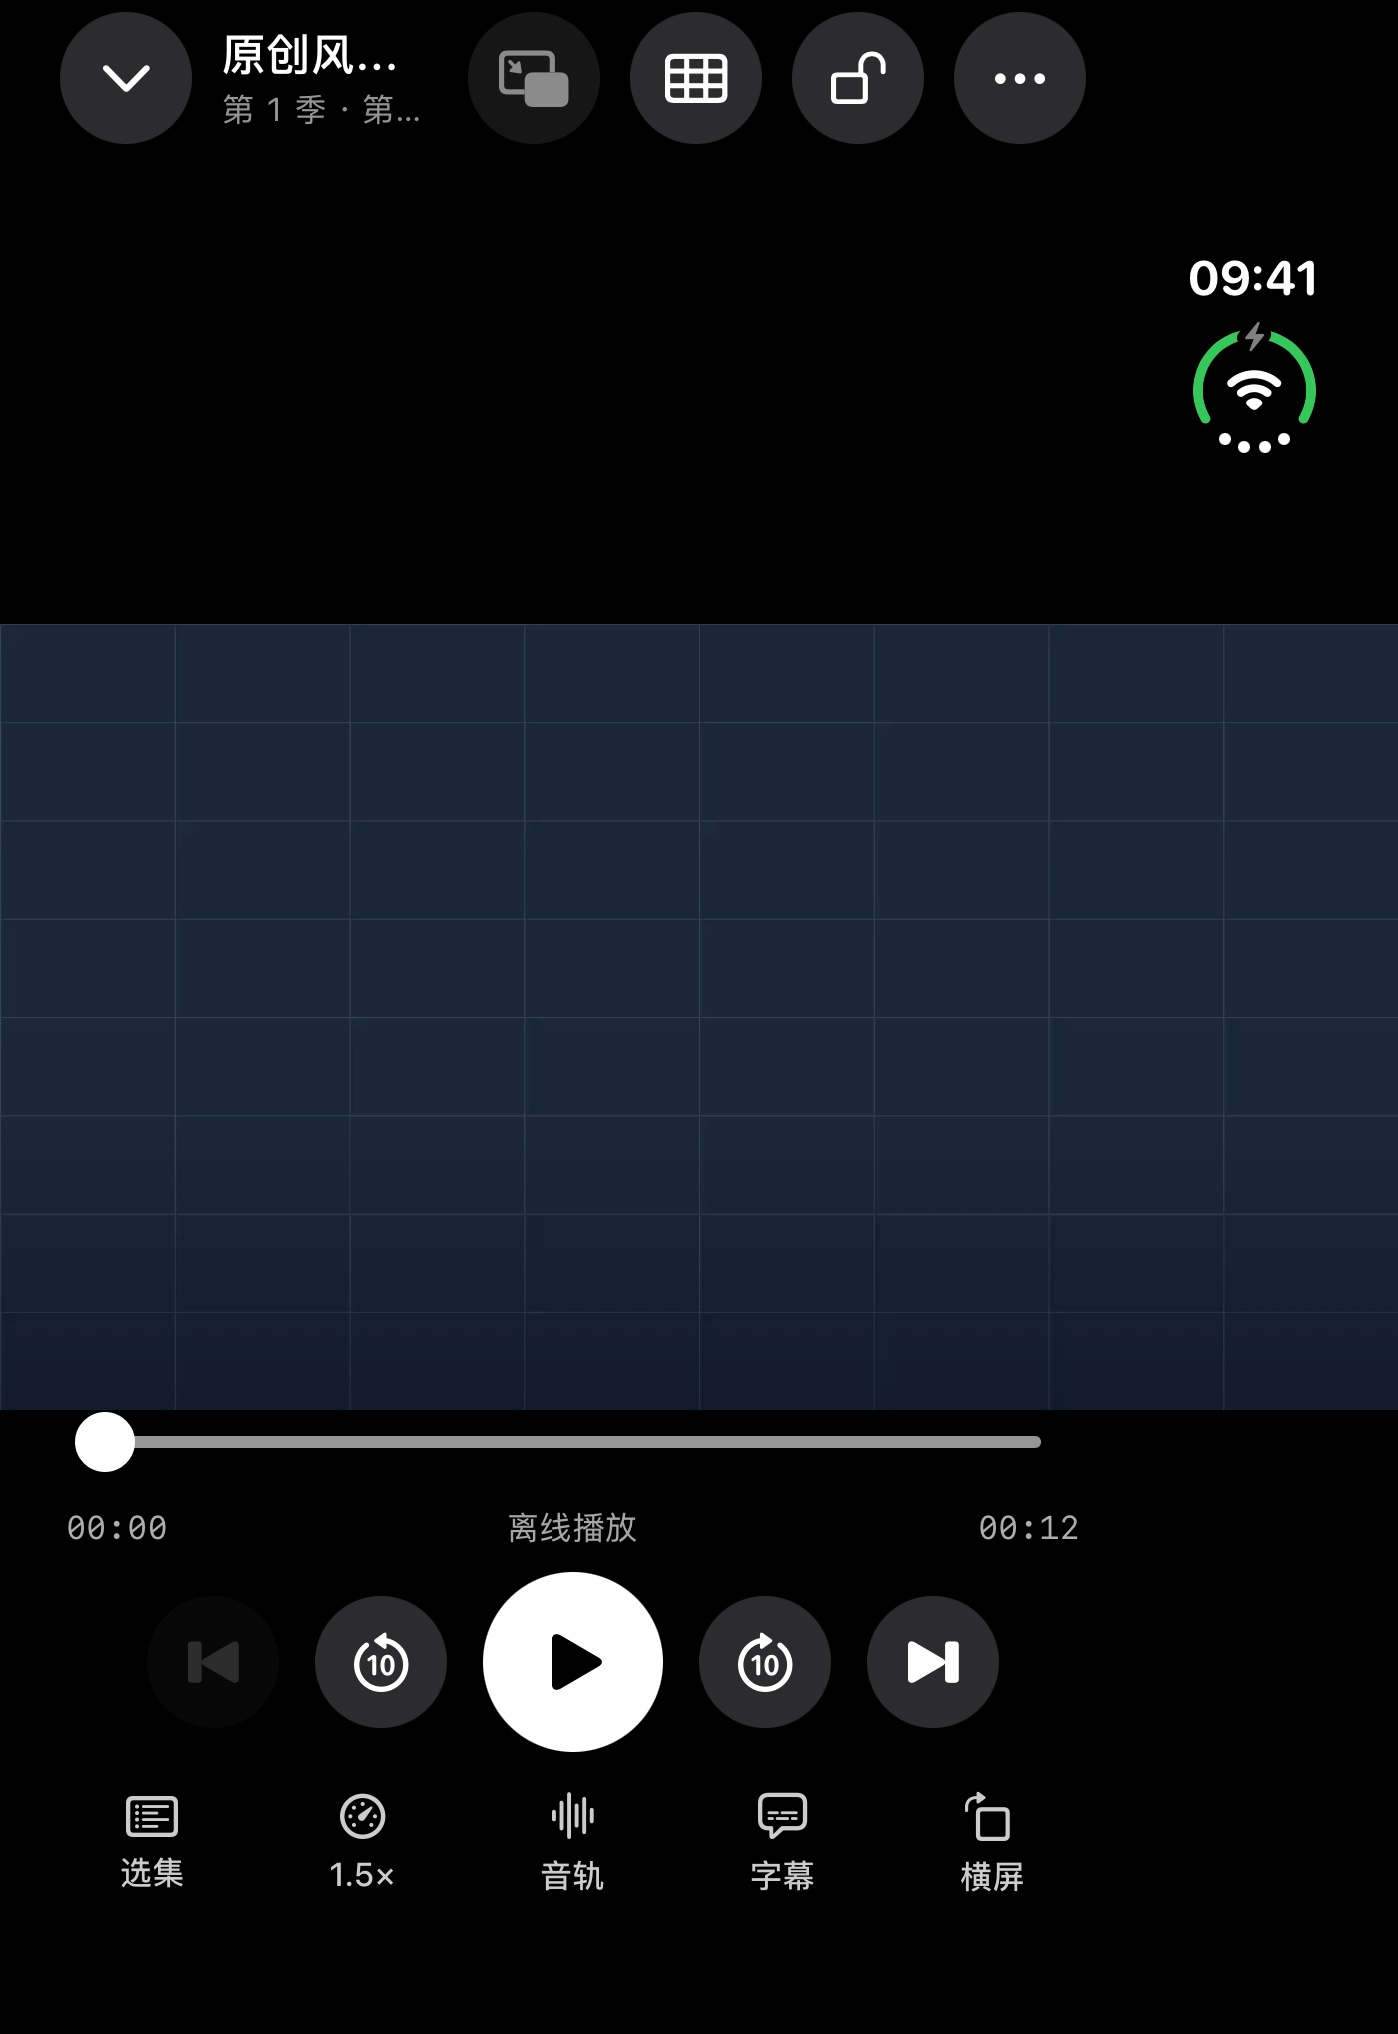 原创风...
第 1 季 · 第...
09:41
00:00 离线播放 00:12
10 10
选集 1.5× 音轨 字幕 横屏